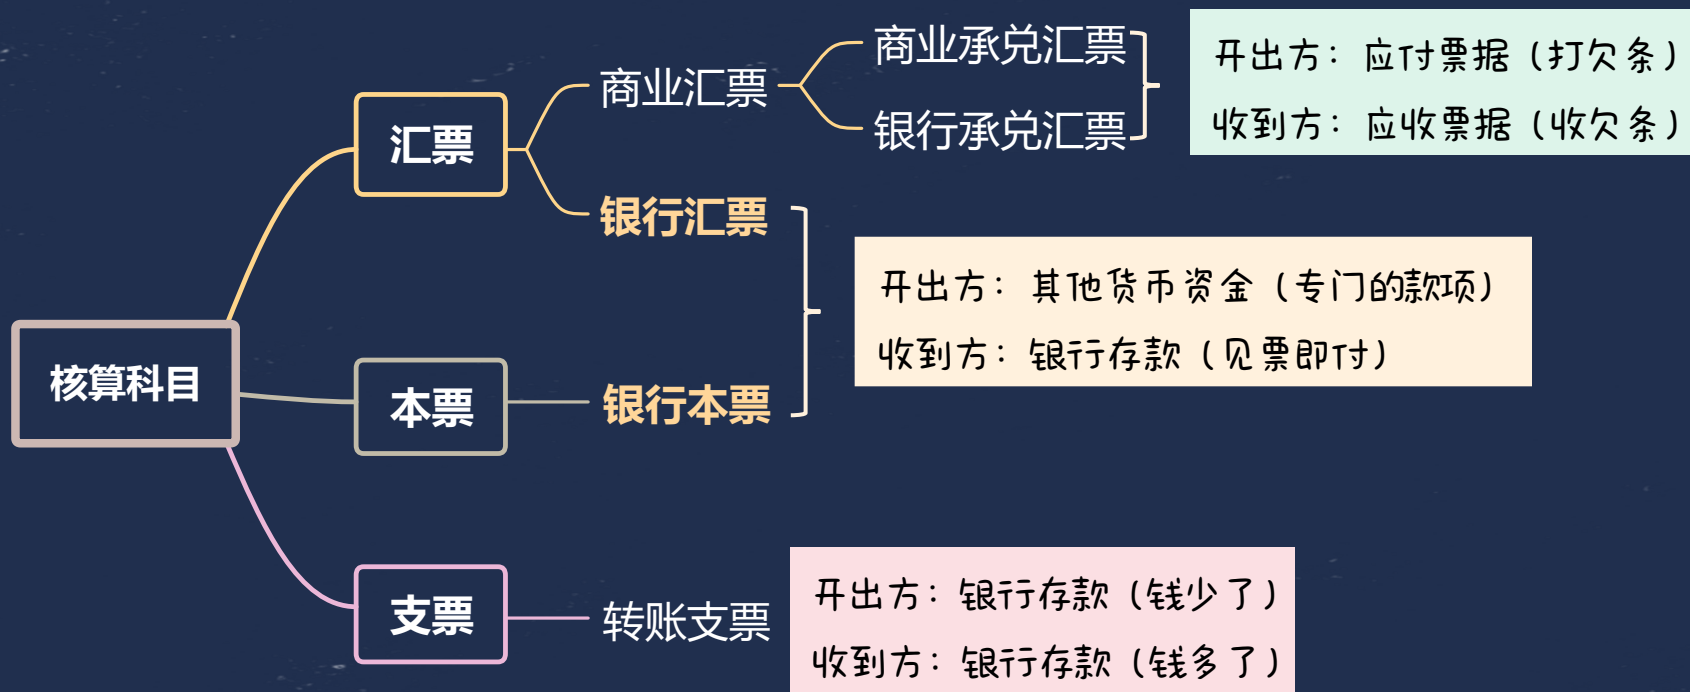 核算科目
汇票
商业汇票
商业承兑汇票
银行承兑汇票
开出方：应付票据（打欠条）
收到方：应收票据（收欠条）
银行汇票
本票
银行本票
开出方：其他货币资金（专门的款项）
收到方：银行存款（见票即付）
支票
转账支票
开出方：银行存款（钱少了）
收到方：银行存款（钱多了）